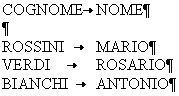 COGNOME→NOME¶
¶
ROSSINI → MARIO¶
VERDI → ROSARIO¶
BIANCHI → ANTONIO¶